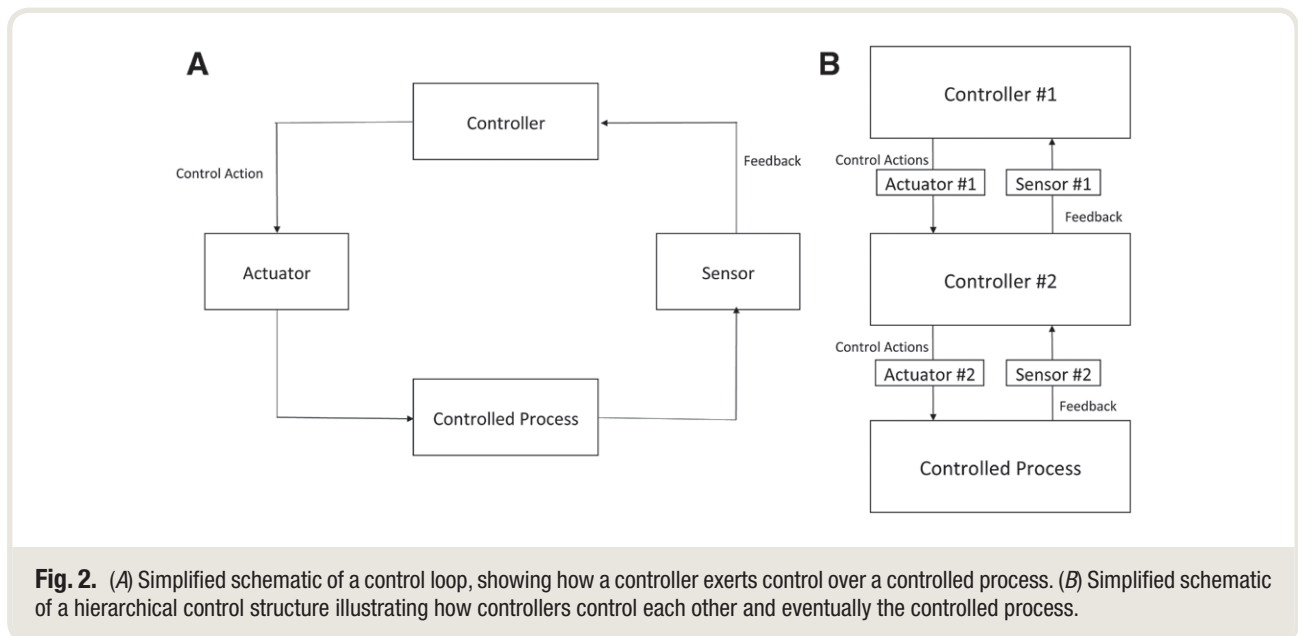 A
Controller
Control Action
Feedback
Actuator
Sensor
Controlled Process
B
Controller #1
Control Actions
Actuator #1
Sensor #1
Feedback
Controller #2
Control Actions
Actuator #2
Sensor #2
Feedback
Controlled Process
Fig. 2. (A) Simplified schematic of a control loop, showing how a controller exerts control over a controlled process. (B) Simplified schematic
of a hierarchical control structure illustrating how controllers control each other and eventually the controlled process.